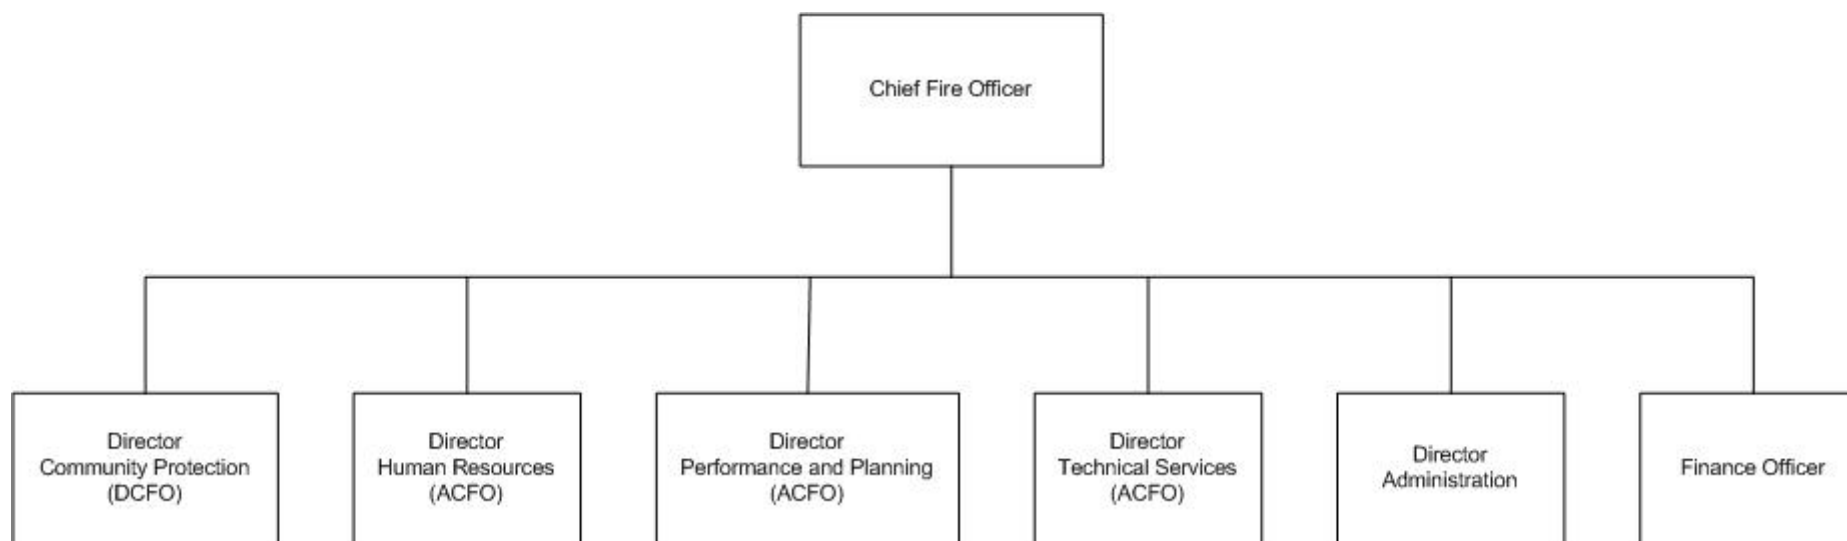 Chief Fire Officer
Director
Community Protection
(DCFO)
Director
Human Resources
(ACFO)
Director
Performance and Planning
(ACFO)
Director
Technical Services
(ACFO)
Director
Administration
Finance Officer